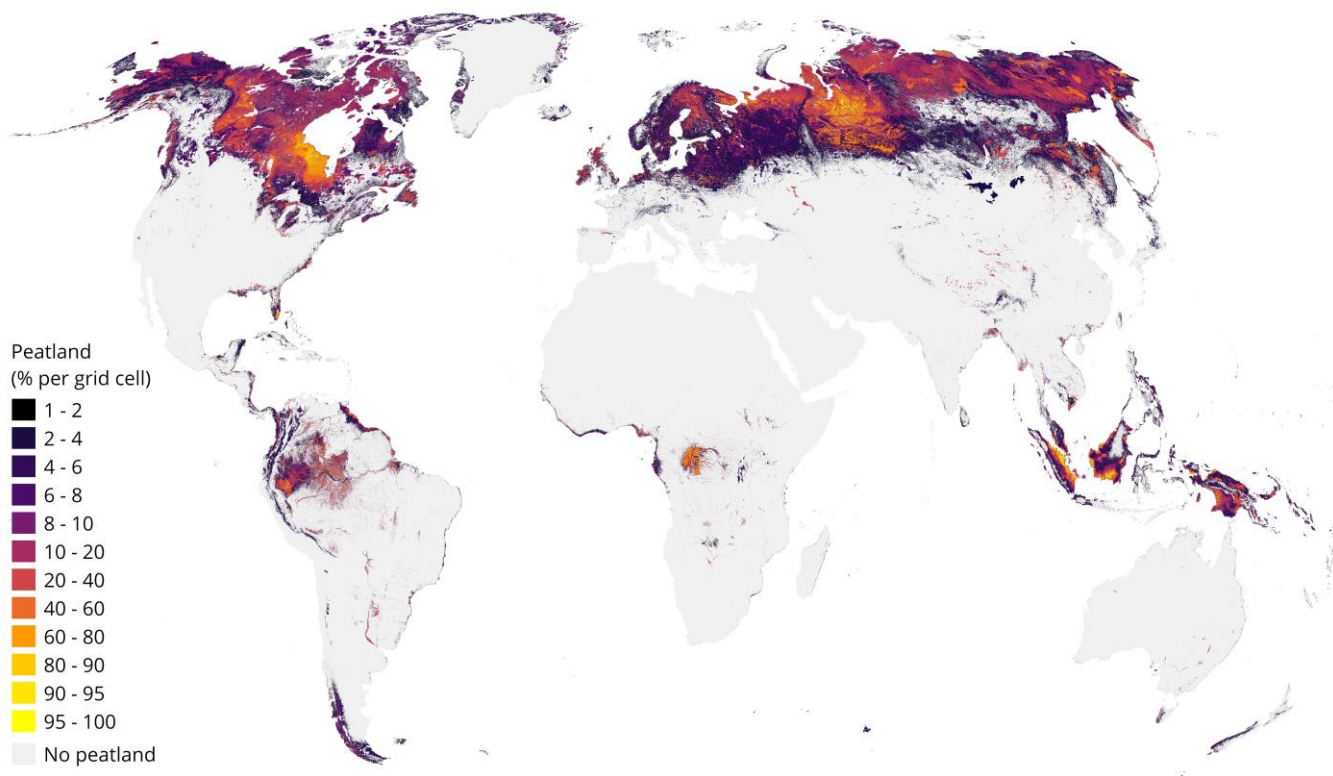 Peatland
(% per grid cell)
1 - 2
2 - 4
4 - 6
6 - 8
8 - 10
10 - 20
20 - 40
40 - 60
60 - 80
80 - 90
90 - 95
95 - 100
No peatland